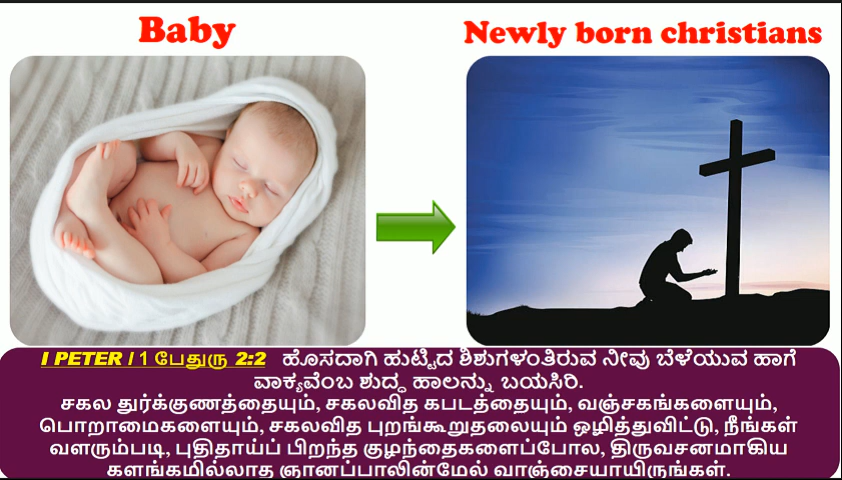 Baby
Newly born christians
I PETER / 1 பேதுரு 2:2 ಹೊಸದಾಗಿ ಹುಟ್ಟಿದ ಶಿಶುಗಳಂತಿರುವ ನೀವು ಬೆಳೆಯುವ ಹಾಗೆ
ವಾಕ್ಯವೆಂಬ ಶುದ್ಧ ಹಾಲನ್ನು ಬಯಸಿರಿ.
சகல துர்க்குணத்தையும், சகலவித கபடத்தையும், வஞ்சகங்களையும்,
பொறாமைகளையும், சகலவித புறங்கூறுதலையும் ஒழித்துவிட்டு, நீங்கள்
வளரும்படி, புதிதாய்ப் பிறந்த குழந்தைகளைப்போல, திருவசனமாகிய
களங்கமில்லாத ஞானப்பாலின்மேல் வாஞ்சையாயிருங்கள்.